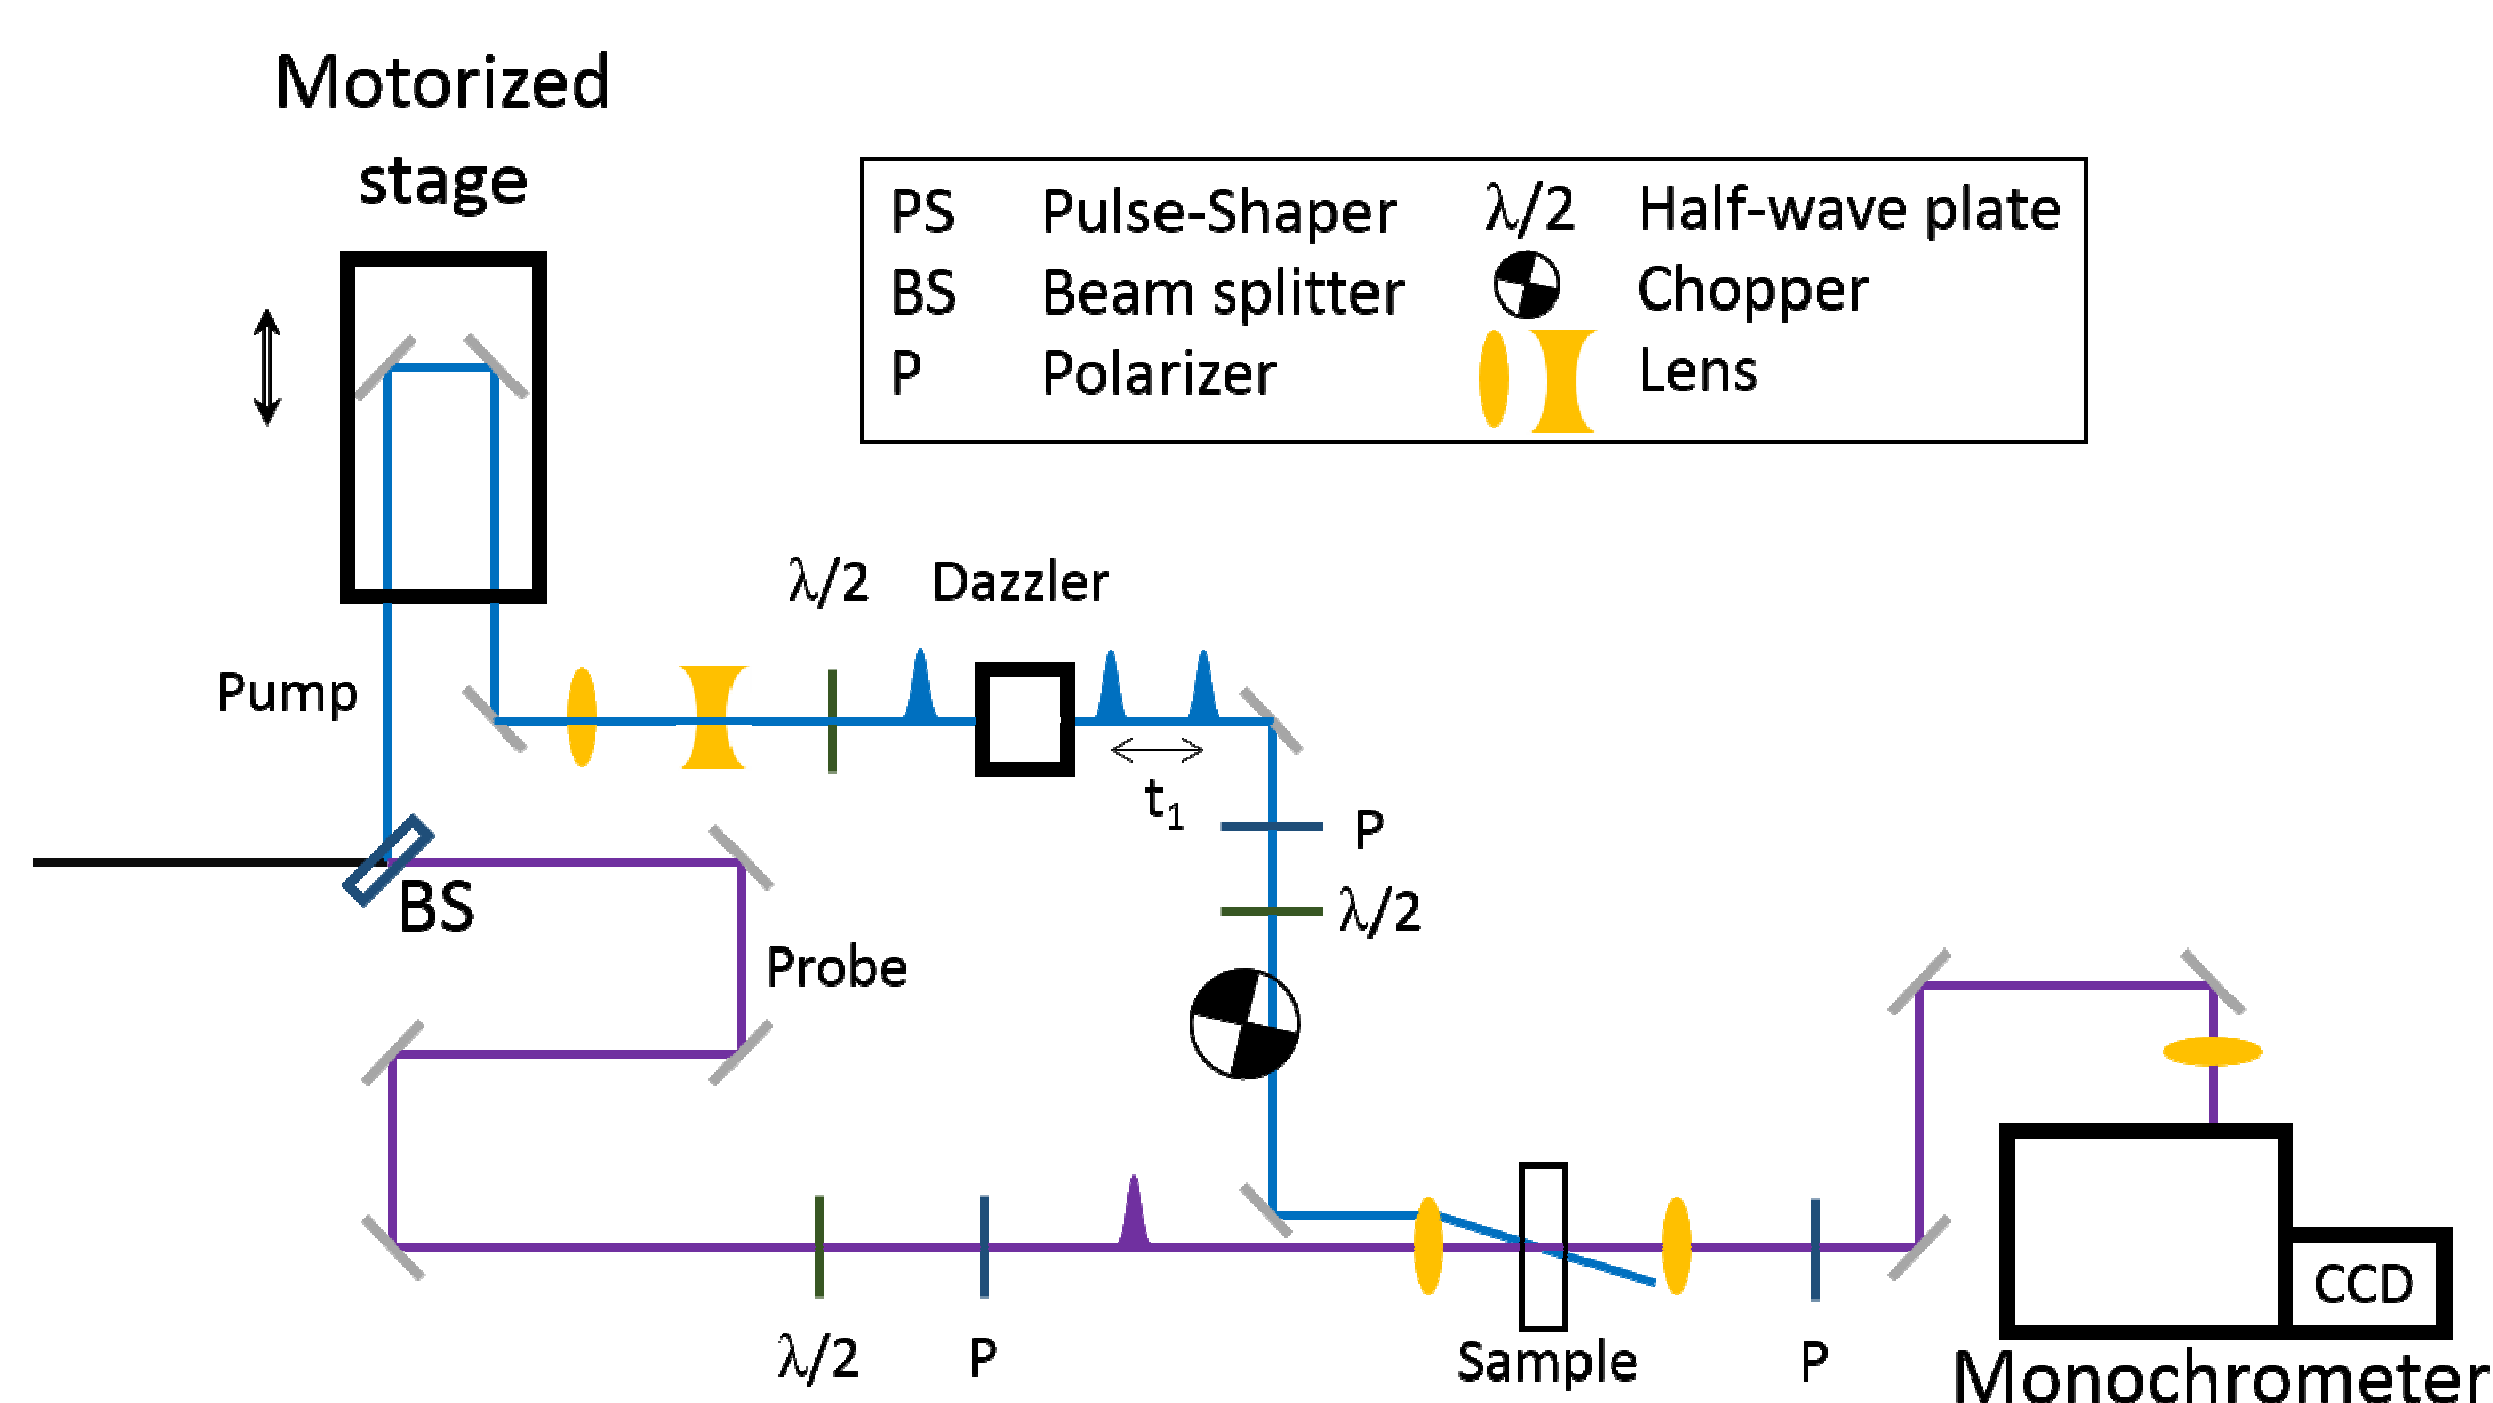 Motorized
stage
PS Pulse-Shaper λ/2 Half-wave plate
BS Beam splitter Chopper
P Polarizer Lens
λ/2 Dazzler
Pump
t1
P
BS
λ/2
Probe
CCD
λ/2 P Sample P
Monochrometer